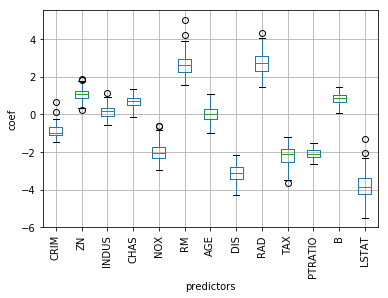 coef
4
2
0
−2
−4
−6
CRIM
ZN
INDUS
CHAS
NOX
RM
AGE
DIS
RAD
TAX
PTRATIO
B
LSTAT
predictors